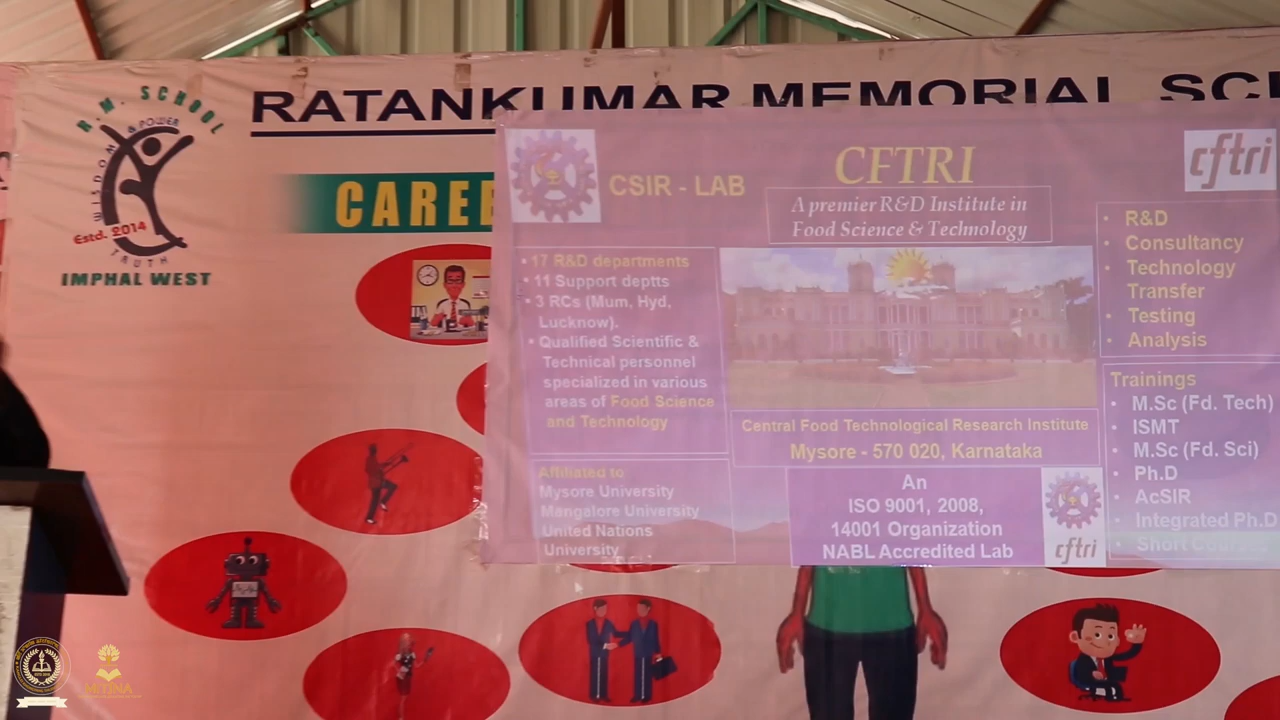 R.M. SCHOOL
WISDOM & POWER
Estd. 2014
TRUTH
IMPHAL WEST
RATANKUMAR MEMORIAL SC
CAREE
CSIR - LAB
CFTRI
A premier R&D Institute in
Food Science & Technology
cftri
• 17 R&D departments
• 11 Support deptts
• 3 RCs (Mum, Hyd,
Lucknow).
• Qualified Scientific &
Technical personnel
specialized in various
areas of Food Science
and Technology
Affiliated to
Mysore University
Mangalore University
United Nations
University
Central Food Technological Research Institute
Mysore - 570 020, Karnataka
An
ISO 9001, 2008,
14001 Organization
NABL Accredited Lab
cftri
• R&D
• Consultancy
• Technology
Transfer
• Testing
• Analysis
Trainings
• M.Sc (Fd. Tech)
• ISMT
• M.Sc (Fd. Sci)
• Ph.D
• AcSIR
• Integrated Ph.D
• Short Courses